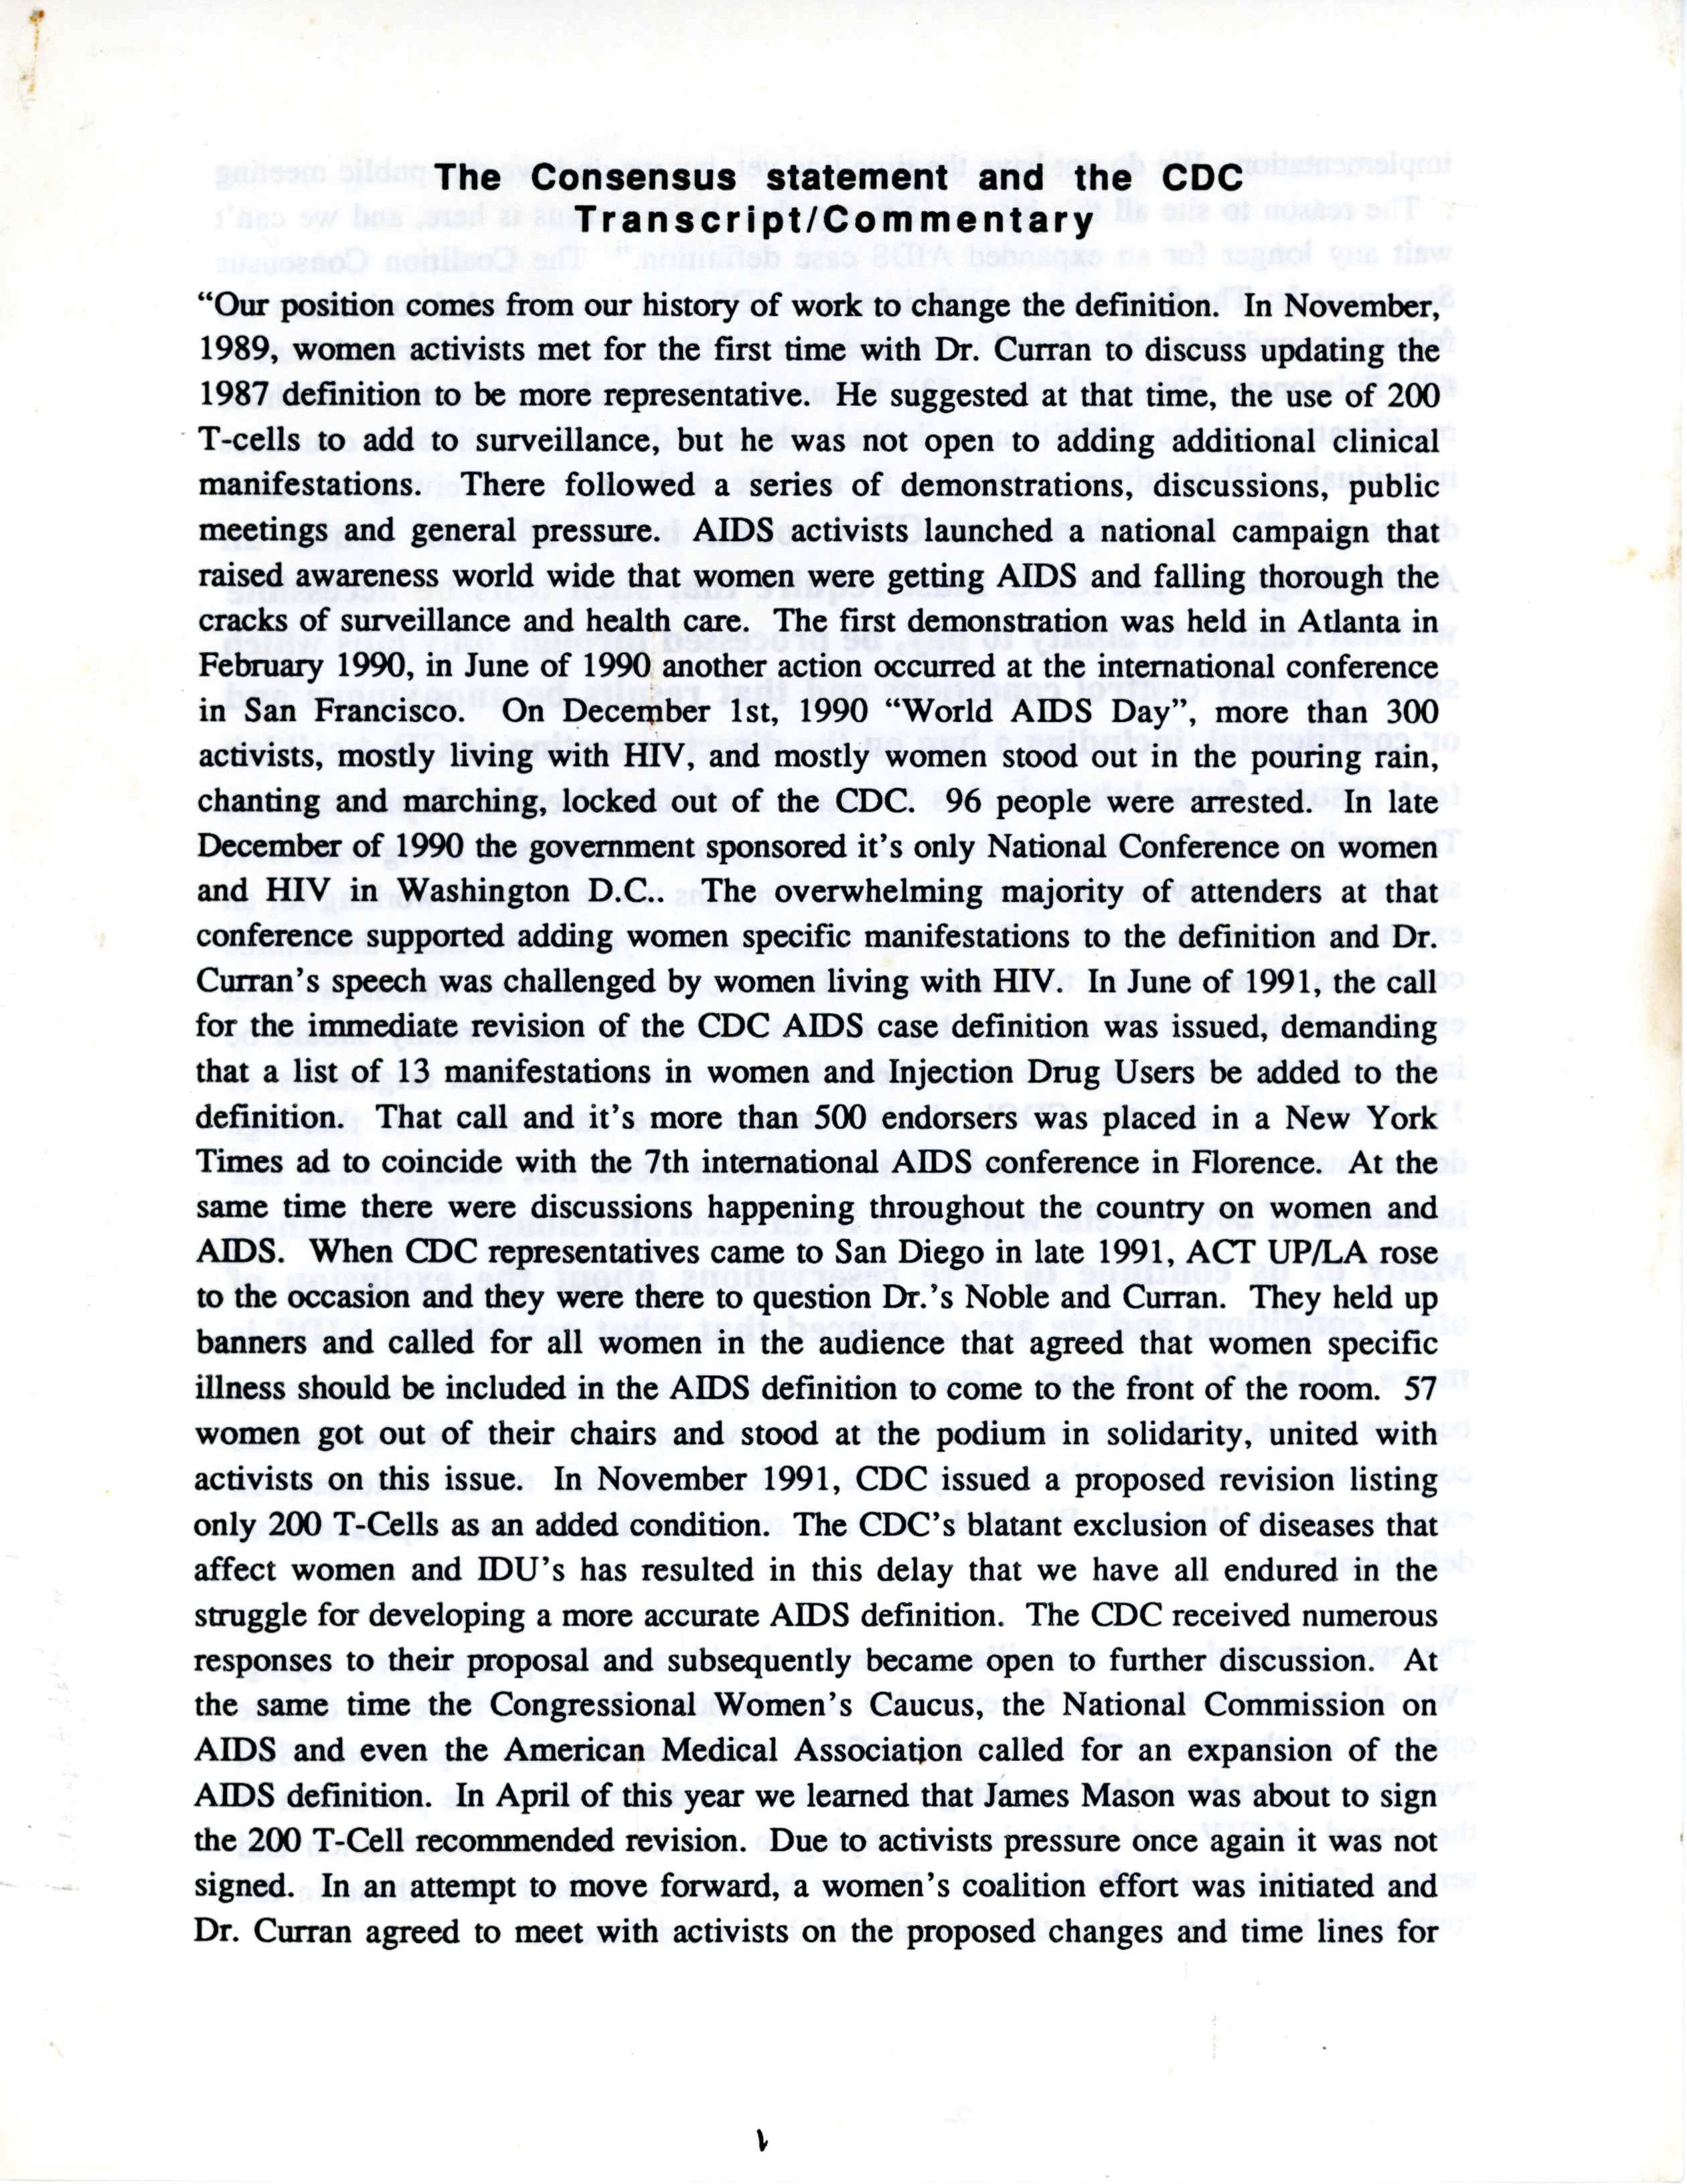 The Consensus statement and the CDC
Transcript/Commentary
“Our position comes from our history of work to change the definition. In November,
1989, women activists met for the first time with Dr. Curran to discuss updating the
1987 definition to be more representative. He suggested at that time, the use of 200
T-cells to add to surveillance, but he was not open to adding additional clinical
manifestations. There followed a series of demonstrations, discussions, public
meetings and general pressure. AIDS activists launched a national campaign that
raised awareness world wide that women were getting AIDS and falling thorough the
cracks of surveillance and health care. The first demonstration was held in Atlanta in
February 1990, in June of 1990 another action occurred at the international conference
in San Francisco. On December 1st, 1990 “World AIDS Day”, more than 300
activists, mostly living with HIV, and mostly women stood out in the pouring rain,
chanting and marching, locked out of the CDC. 96 people were arrested. In late
December of 1990 the government sponsored it’s only National Conference on women
and HIV in Washington D.C.. The overwhelming majority of attenders at that
conference supported adding women specific manifestations to the definition and Dr.
Curran’s speech was challenged by women living with HIV. In June of 1991, the call
for the immediate revision of the CDC AIDS case definition was issued, demanding
that a list of 13 manifestations in women and Injection Drug Users be added to the
definition. That call and it’s more than 500 endorsers was placed in a New York
Times ad to coincide with the 7th international AIDS conference in Florence. At the
same time there were discussions happening throughout the country on women and
AIDS. When CDC representatives came to San Diego in late 1991, ACT UP/LA rose
to the occasion and they were there to question Dr.’s Noble and Curran. They held up
banners and called for all women in the audience that agreed that women specific
illness should be included in the AIDS definition to come to the front of the room. 57
women got out of their chairs and stood at the podium in solidarity, united with
activists on this issue. In November 1991, CDC issued a proposed revision listing
only 200 T-Cells as an added condition. The CDC’s blatant exclusion of diseases that
affect women and IDU’s has resulted in this delay that we have all endured in the
struggle for developing a more accurate AIDS definition. The CDC received numerous
responses to their proposal and subsequently became open to further discussion. At
the same time the Congressional Women’s Caucus, the National Commission on
AIDS and even the American Medical Association called for an expansion of the
AIDS definition. In April of this year we learned that James Mason was about to sign
the 200 T-Cell recommended revision. Due to activists pressure once again it was not
signed. In an attempt to move forward, a women’s coalition effort was initiated and
Dr. Curran agreed to meet with activists on the proposed changes and time lines for
1